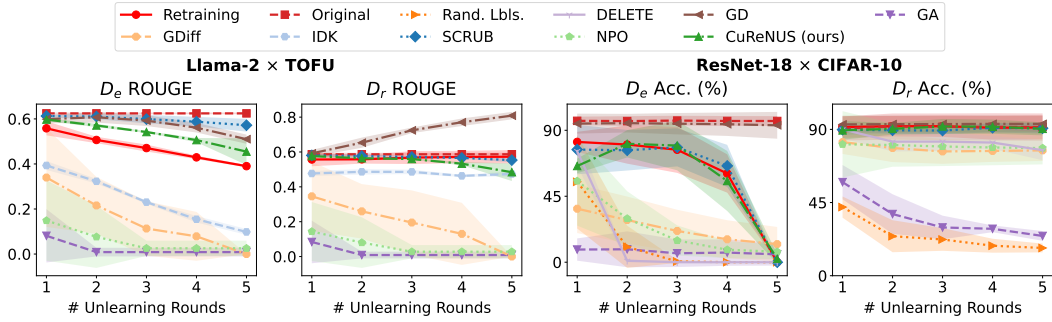 Retraining Original Rand. Lbls. DELETE GD GA
GDiff IDK SCRUB NPO CuReNUS (ours)
Llama-2 × TOFU ResNet-18 × CIFAR-10
De ROUGE Dr ROUGE De Acc. (%) Dr Acc. (%)
0.6
0.4
0.2
0.0
1 2 3 4 5
# Unlearning Rounds
0.8
0.6
0.4
0.2
0.0
1 2 3 4 5
# Unlearning Rounds
90
45
0
1 2 3 4 5
# Unlearning Rounds
90
45
0
1 2 3 4 5
# Unlearning Rounds